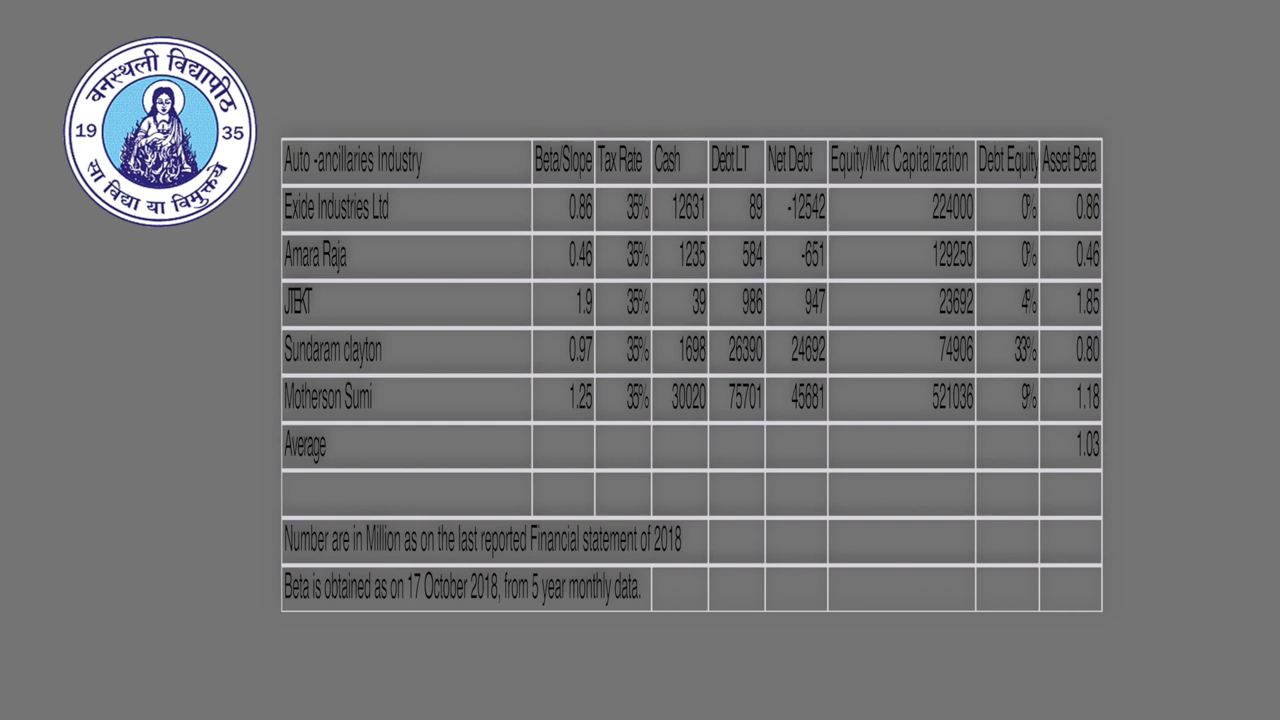 वनस्थली विद्यापीठ
19 35
सा विद्या या विमुक्तये
Auto -ancillaries Industry Beta/Slope Tax Rate Cash Debt LT Net Debt Equity/Mkt Capitalization Debt Equity Asset Beta
Exide Industries Ltd 0.86 35% 12631 89 -12542 224000 0% 0.86
Amara Raja 0.46 35% 1235 584 -651 129250 0% 0.46
JTEKT 1.9 35% 39 986 947 23692 4% 1.85
Sundaram clayton 0.97 35% 1698 26390 24692 74906 33% 0.80
Motherson Sumi 1.25 35% 30020 75701 45681 521036 9% 1.18
Average 1.03
Number are in Million as on the last reported Financial statement of 2018
Beta is obtained as on 17 October 2018, from 5 year monthly data.